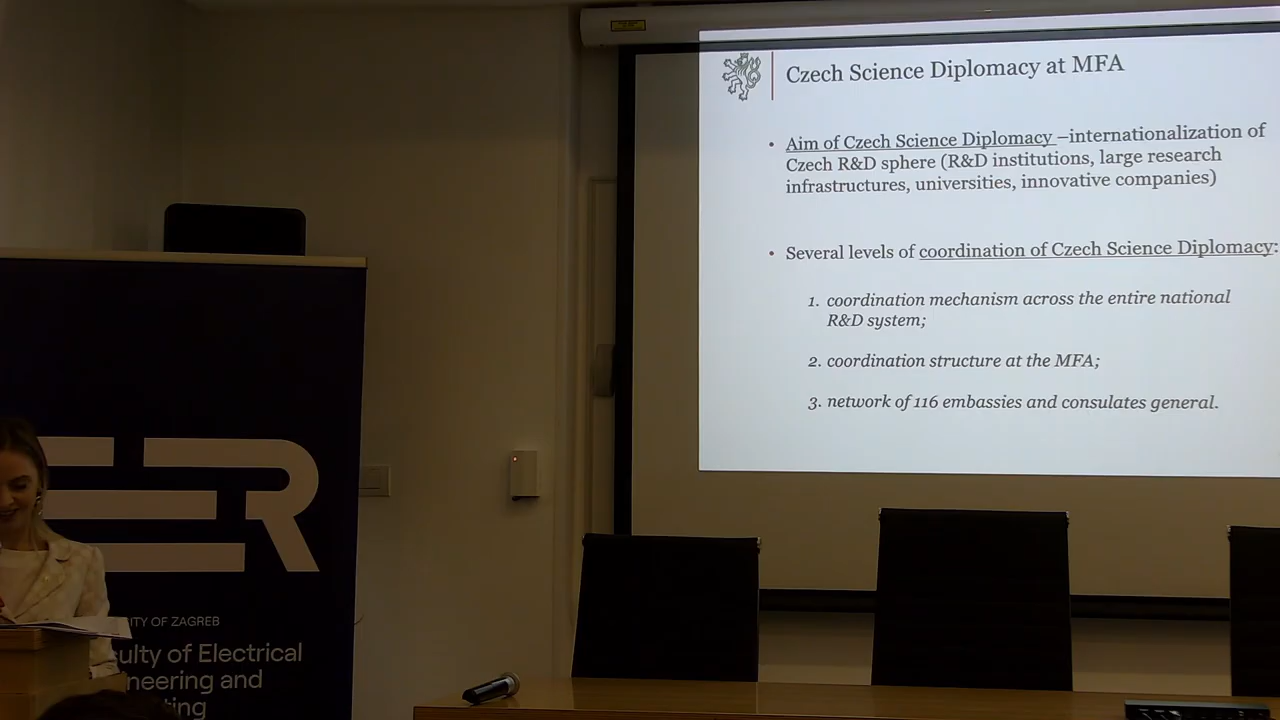 Czech Science Diplomacy at MFA
• Aim of Czech Science Diplomacy –internationalization of
Czech R&D sphere (R&D institutions, large research
infrastructures, universities, innovative companies)
• Several levels of coordination of Czech Science Diplomacy:
1. coordination mechanism across the entire national
R&D system;
2. coordination structure at the MFA;
3. network of 116 embassies and consulates general.
ER
ITY OF ZAGREB
ulty of Electrical
neering and
ting